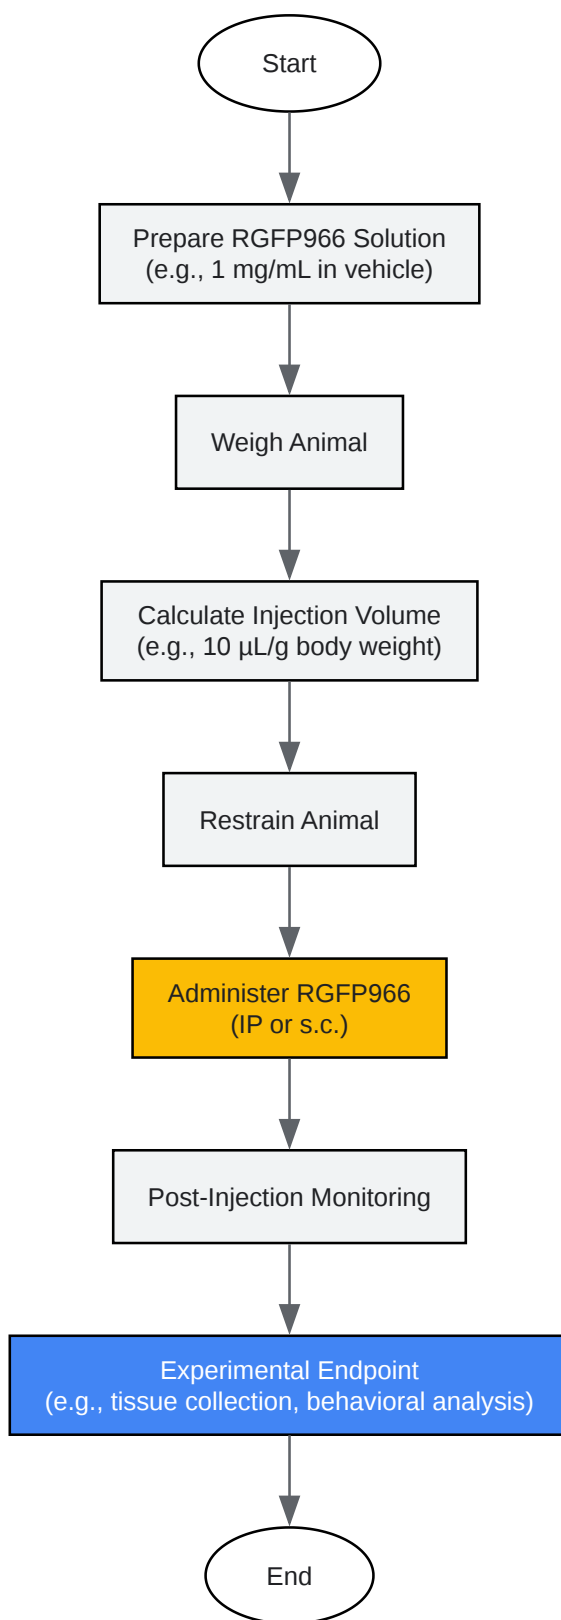 Start
Prepare RGFP966 Solution
(e.g., 1 mg/mL in vehicle)
Weigh Animal
Calculate Injection Volume
(e.g., 10 µL/g body weight)
Restrain Animal
Administer RGFP966
(IP or s.c.)
Post-Injection Monitoring
Experimental Endpoint
(e.g., tissue collection, behavioral analysis)
End